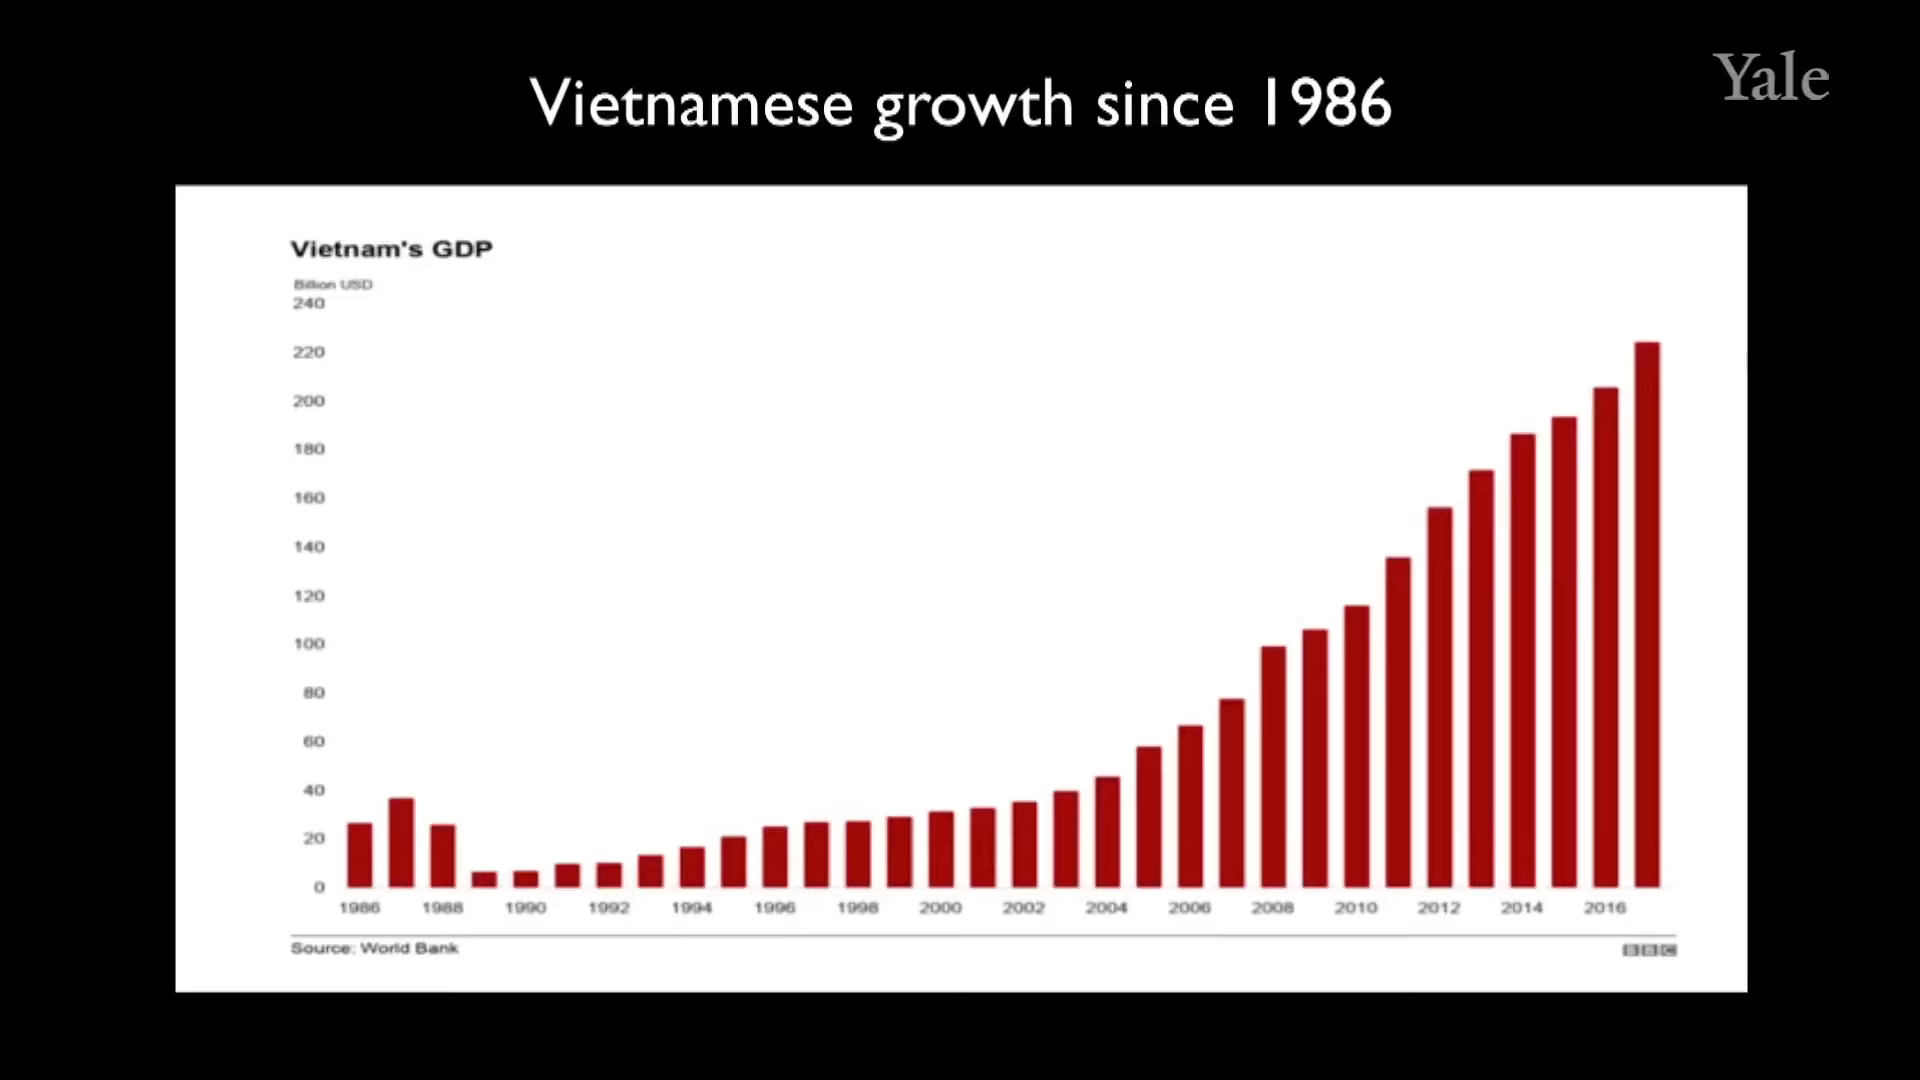 Vietnamese growth since 1986
Yale
Vietnam's GDP
Billion USD
240
220
200
180
160
140
120
100
80
60
40
20
0
1986 1988 1990 1992 1994 1996 1998 2000 2002 2004 2006 2008 2010 2012 2014 2016
Source: World Bank
BBC